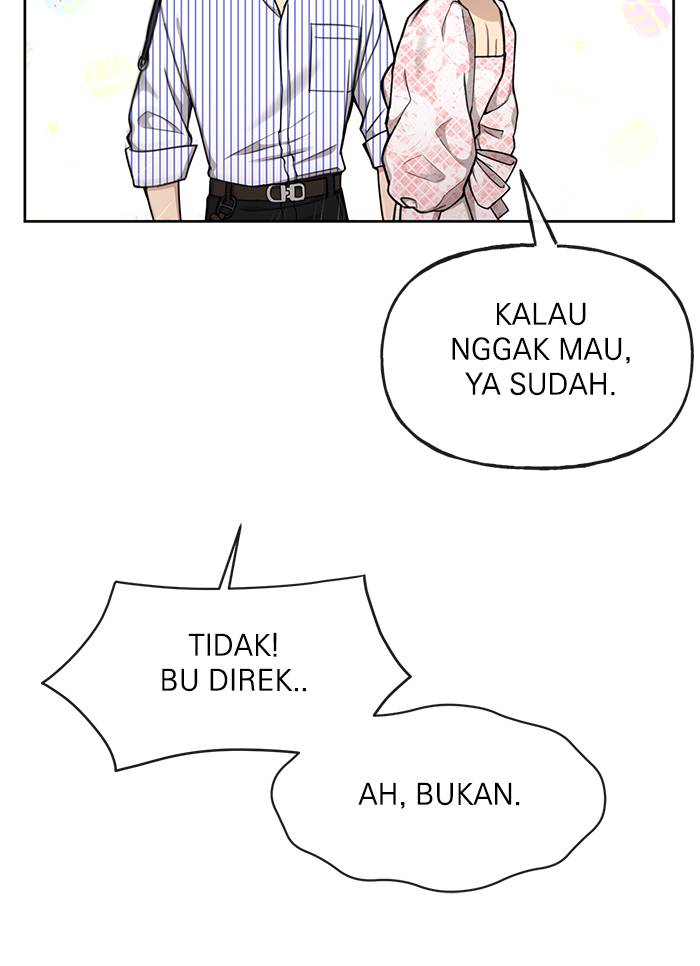 KALAU
NGGAK MAU,
YA SUDAH.
TIDAK!
BU DIREK..
AH, BUKAN.